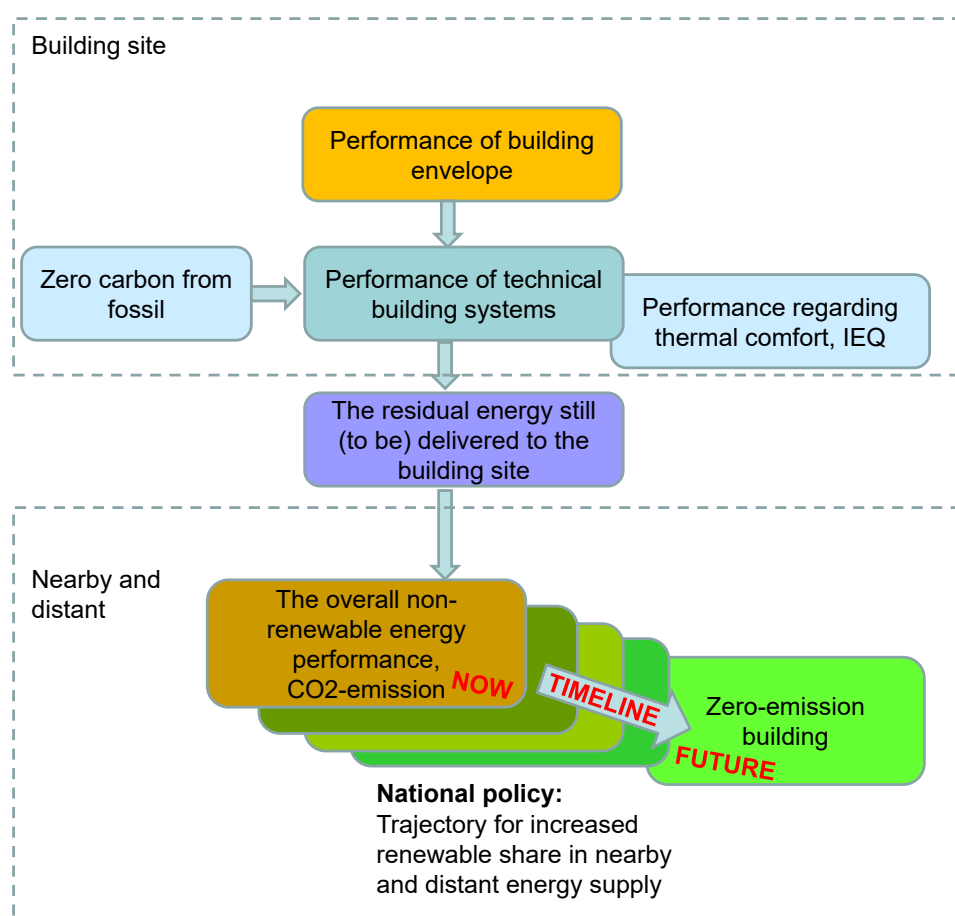 Building site
Performance of building
envelope
Zero carbon from
fossil
Performance of technical
building systems
Performance regarding
thermal comfort, IEQ
The residual energy still
(to be) delivered to the
building site
Nearby and
distant
The overall non-
renewable energy
performance,
CO2-emission
NOW
TIMELINE
Zero-emission
building
FUTURE
National policy:
Trajectory for increased
renewable share in nearby
and distant energy supply